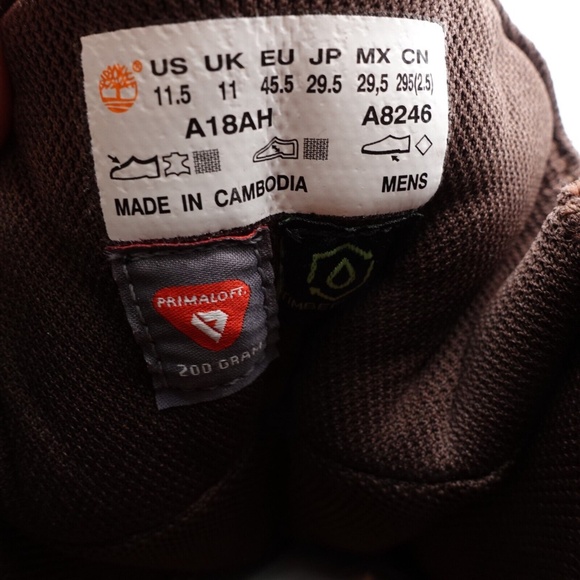 US UK EU JP MX CN
11.5 11 45.5 29.5 29,5 295(2.5)
A18AH A8246
MADE IN CAMBODIA MENS
PRIMALOFT.
200 GRAM